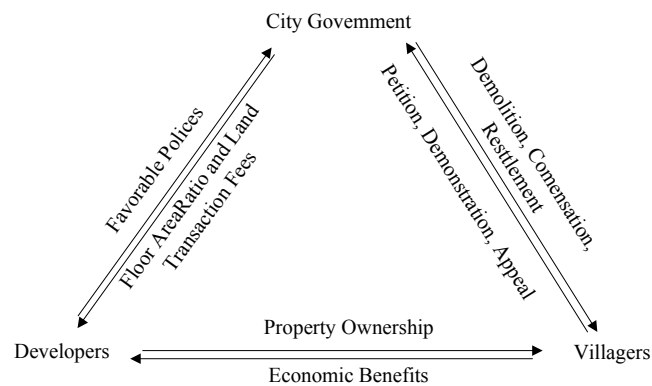 City Govemment
Favorable Polices
Floor AreaRatio and Land
Transaction Fees
Demolition, Comensation,
Resttlement
Petition, Demonstration, Appeal
Property Ownership
Developers
Villagers
Economic Benefits